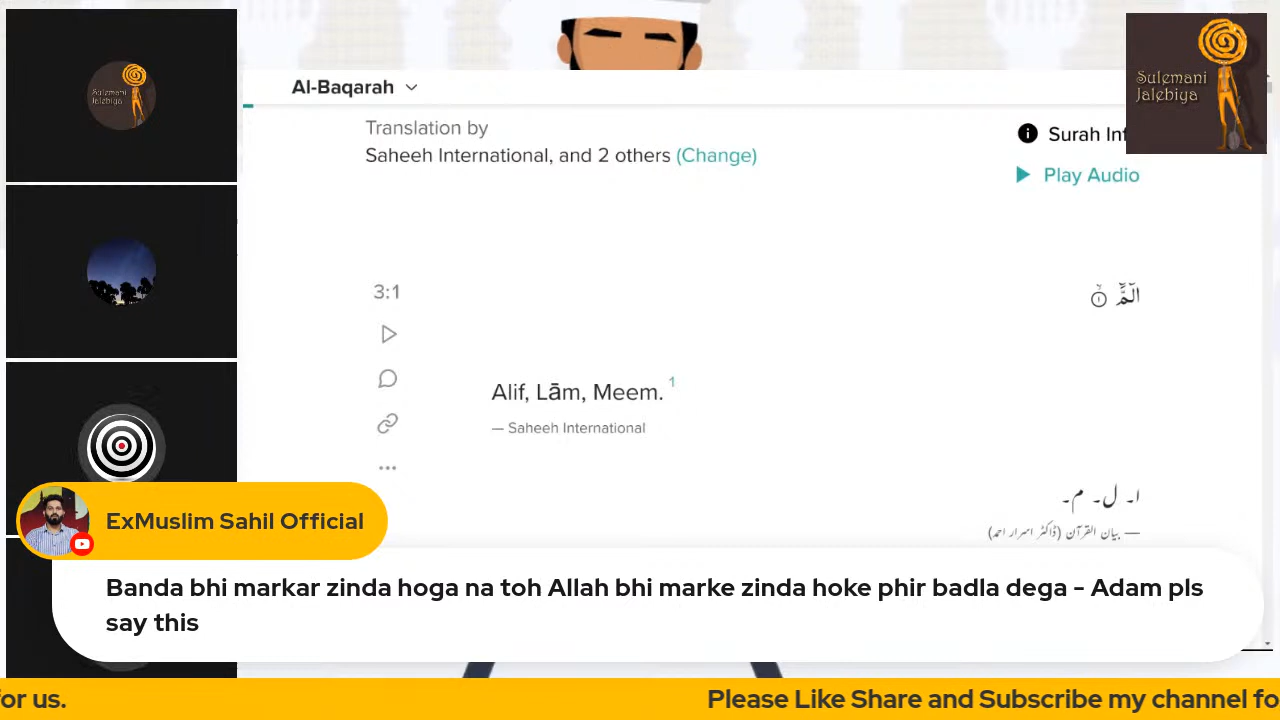 Sulemani
Jalebiya
Al-Baqarah
Translation by
Saheeh International, and 2 others (Change)
Surah Inf
Play Audio
Sulemani
Jalebiya
3:1
الٓمّٓ ۚ ١
Alif, Lām, Meem. 1
— Saheeh International
ا۔ ل۔ م۔
— بیان القرآن (ڈاکٹر اسرار احمد)
ExMuslim Sahil Official
Banda bhi markar zinda hoga na toh Allah bhi marke zinda hoke phir badla dega - Adam pls
say this
for us.
Please Like Share and Subscribe my channel fo